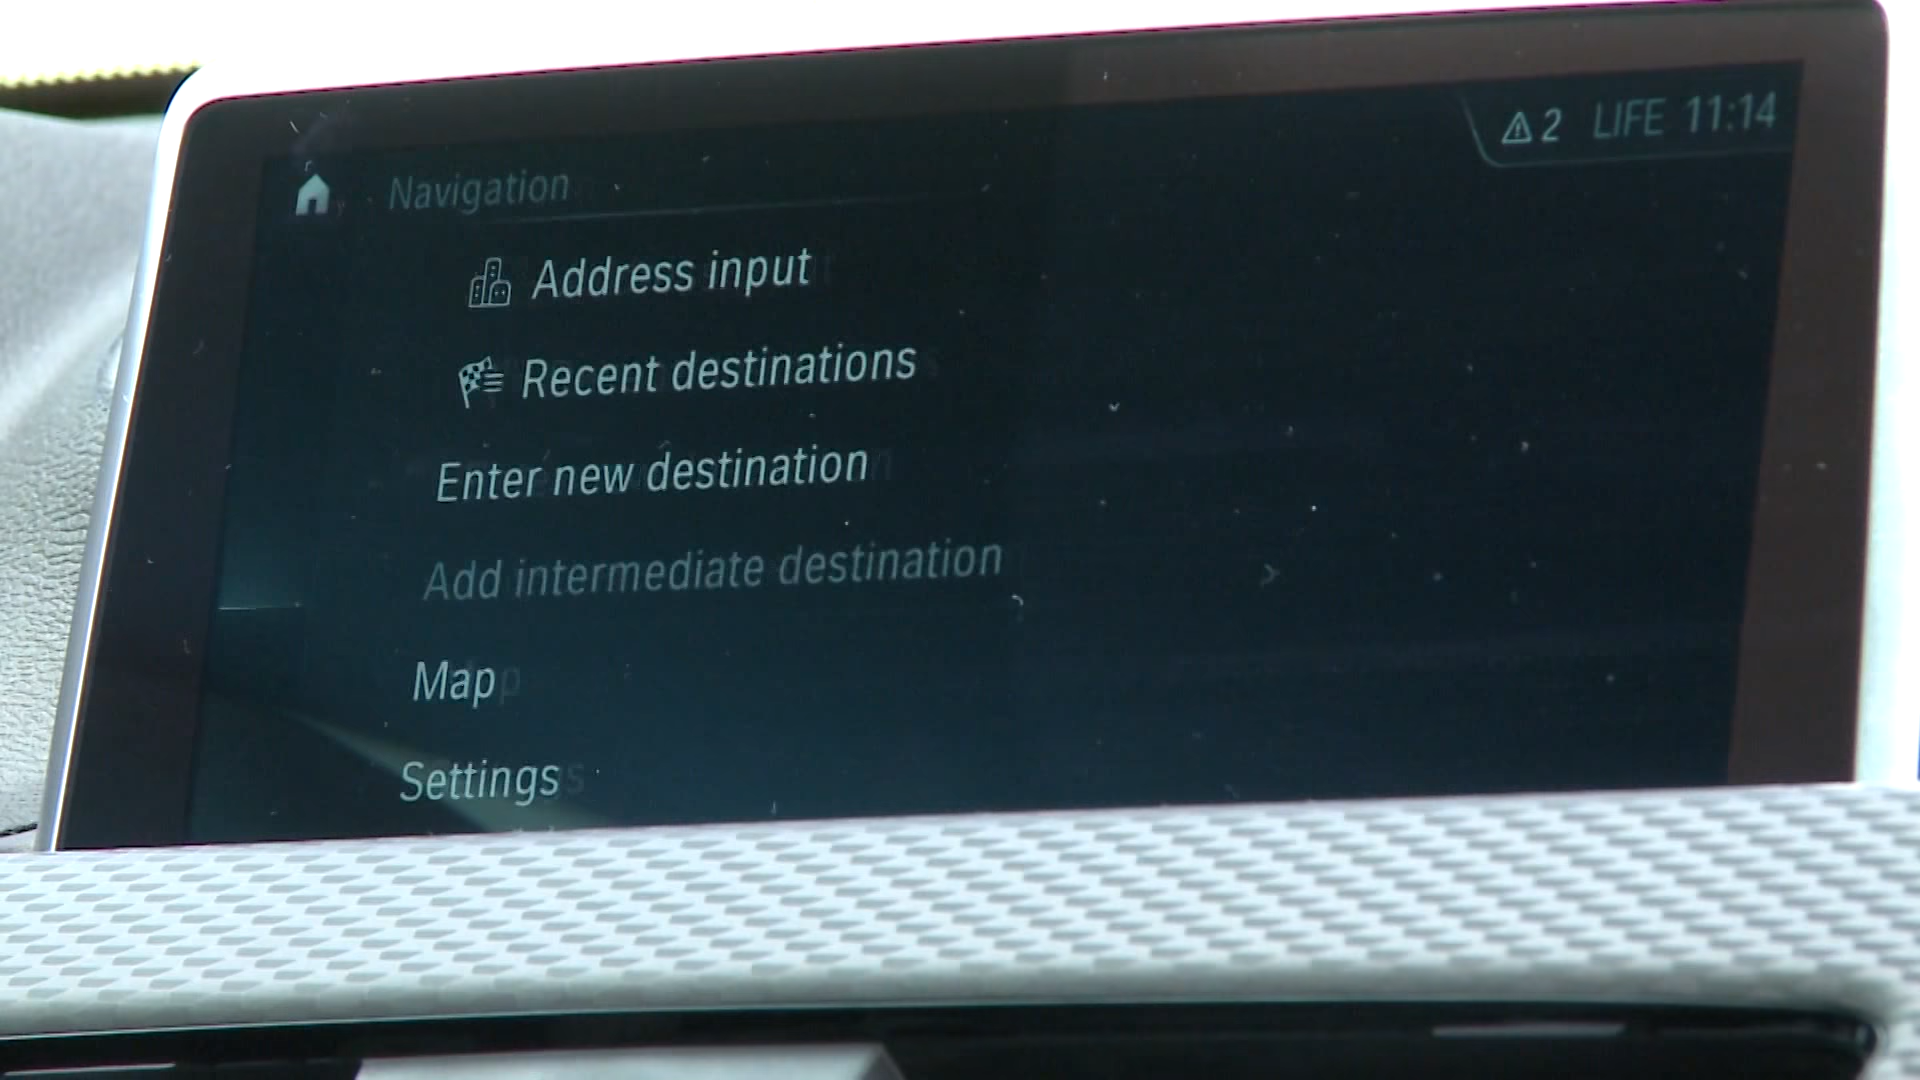 2 LIFE 11:14
Navigation
Address input
Recent destinations
Enter new destination
Add intermediate destination
Map
Settings